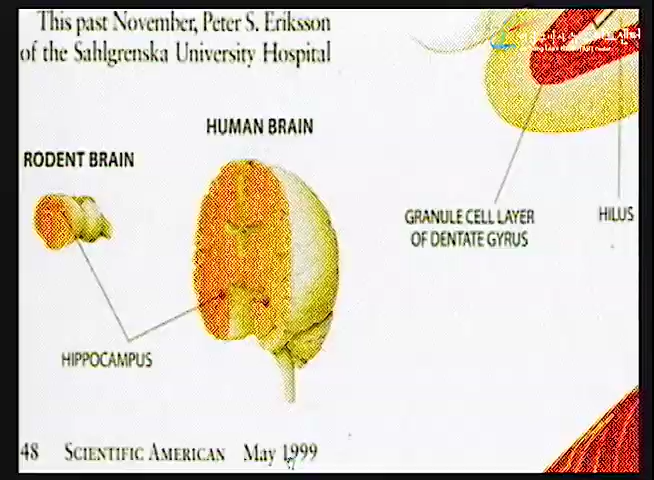 This past November, Peter S. Eriksson
of the Sahlgrenska University Hospital
HUMAN BRAIN
RODENT BRAIN
GRANULE CELL LAYER
OF DENTATE GYRUS
HILUS
HIPPOCAMPUS
48 SCIENTIFIC AMERICAN May 1999